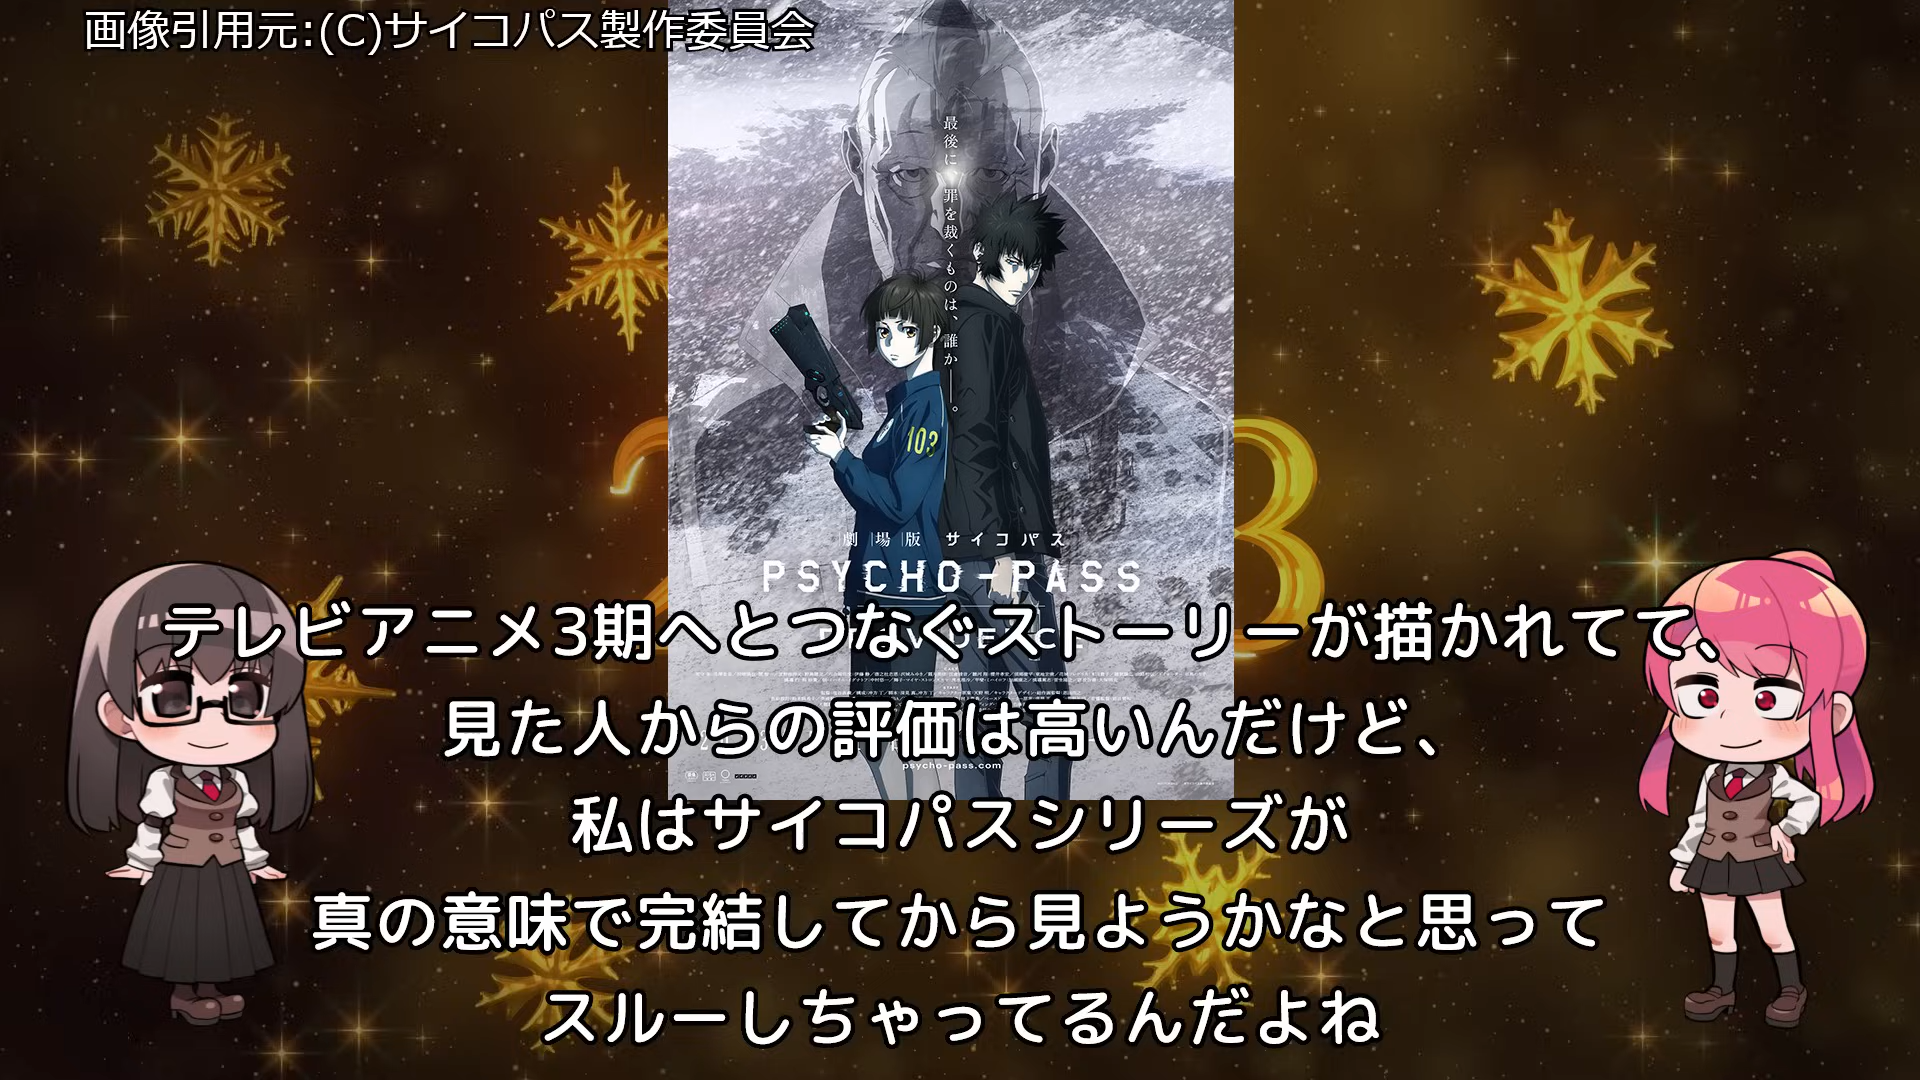 画像引用元:(C)サイコパス製作委員会
最後に、罪を裁くものは、誰か――。
103
劇場版 サイコパス
PSYCHO-PASS
psycho-pass.com
テレビアニメ3期へとつなぐストーリーが描かれてて、
見た人からの評価は高いんだけど、
私はサイコパスシリーズが
真の意味で完結してから見ようかなと思って
スルーしちゃってるんだよね